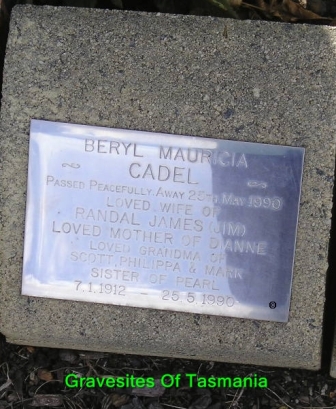 BERYL MAURICIA
CADEL
PASSED PEACEFULLY AWAY 25TH MAY 1990
LOVED WIFE OF
RANDAL JAMES (JIM)
LOVED MOTHER OF DIANNE
LOVED GRANDMA OF
SCOTT, PHILIPPA & MARK
SISTER OF PEARL
7.1.1912 — 25.5.1990
Gravesites Of Tasmania